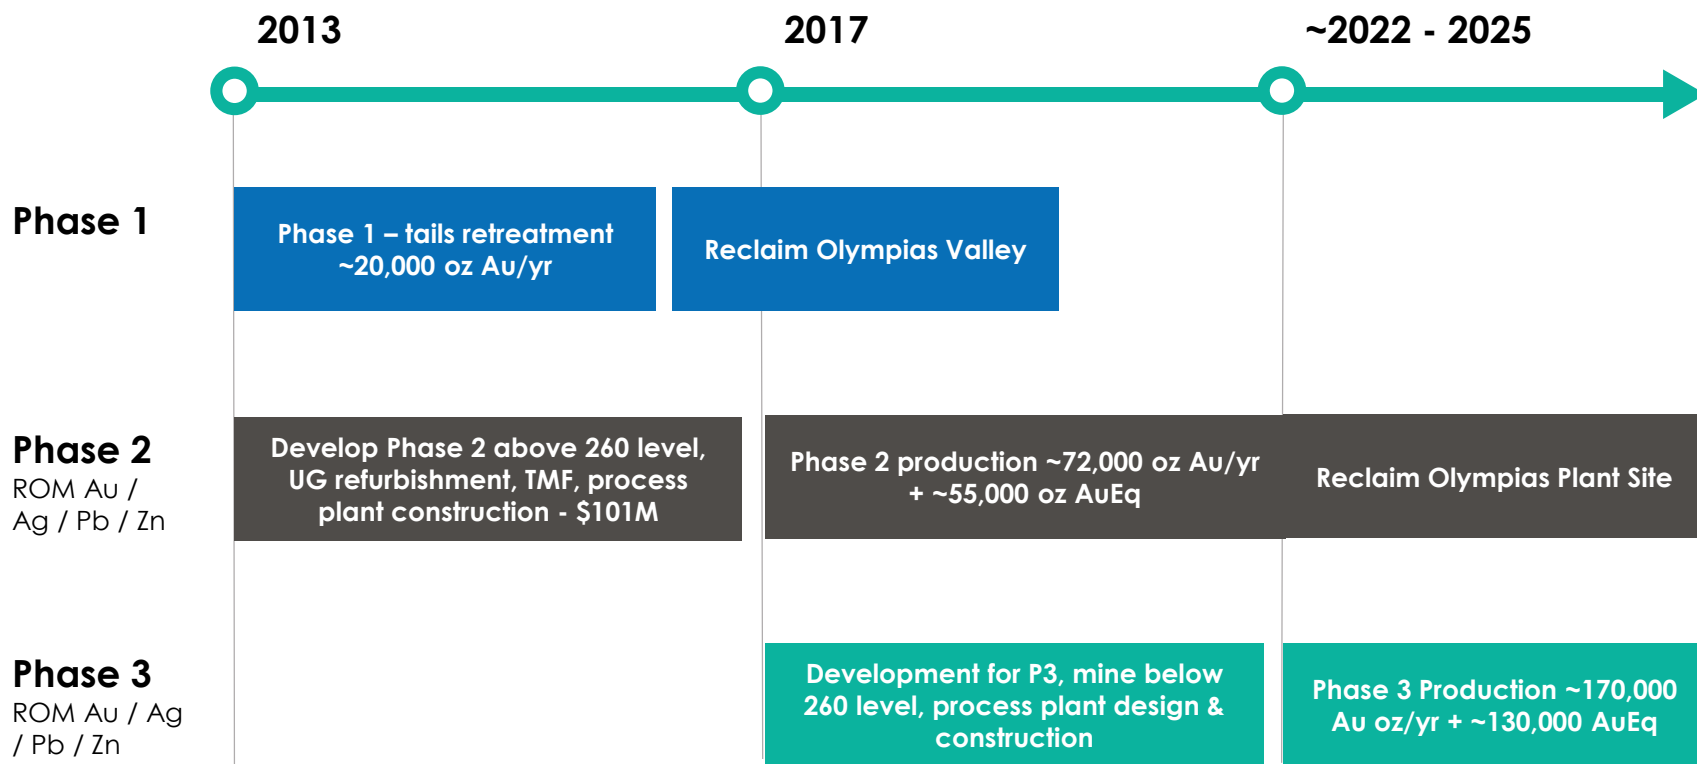 2013
2017
~2022 - 2025
Phase 1
Phase 1 – tails retreatment
~20,000 oz Au/yr
Reclaim Olympias Valley
Phase 2
ROM Au /
Ag / Pb / Zn
Develop Phase 2 above 260 level,
UG refurbishment, TMF, process
plant construction - $101M
Phase 2 production ~72,000 oz Au/yr
+ ~55,000 oz AuEq
Reclaim Olympias Plant Site
Phase 3
ROM Au / Ag
/ Pb / Zn
Development for P3, mine below
260 level, process plant design &
construction
Phase 3 Production ~170,000
Au oz/yr + ~130,000 AuEq